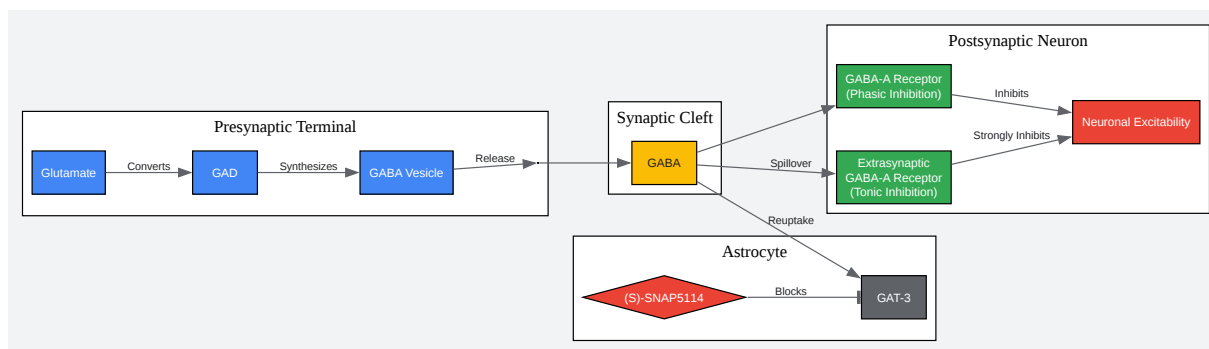 Presynaptic Terminal
Glutamate
Converts
GAD
Synthesizes
GABA Vesicle
Release
Synaptic Cleft
GABA
Spillover
Reuptake
Postsynaptic Neuron
GABA-A Receptor
(Phasic Inhibition)
Inhibits
Extrasynaptic
GABA-A Receptor
(Tonic Inhibition)
Strongly Inhibits
Neuronal Excitability
Astrocyte
(S)-SNAP5114
Blocks
GAT-3